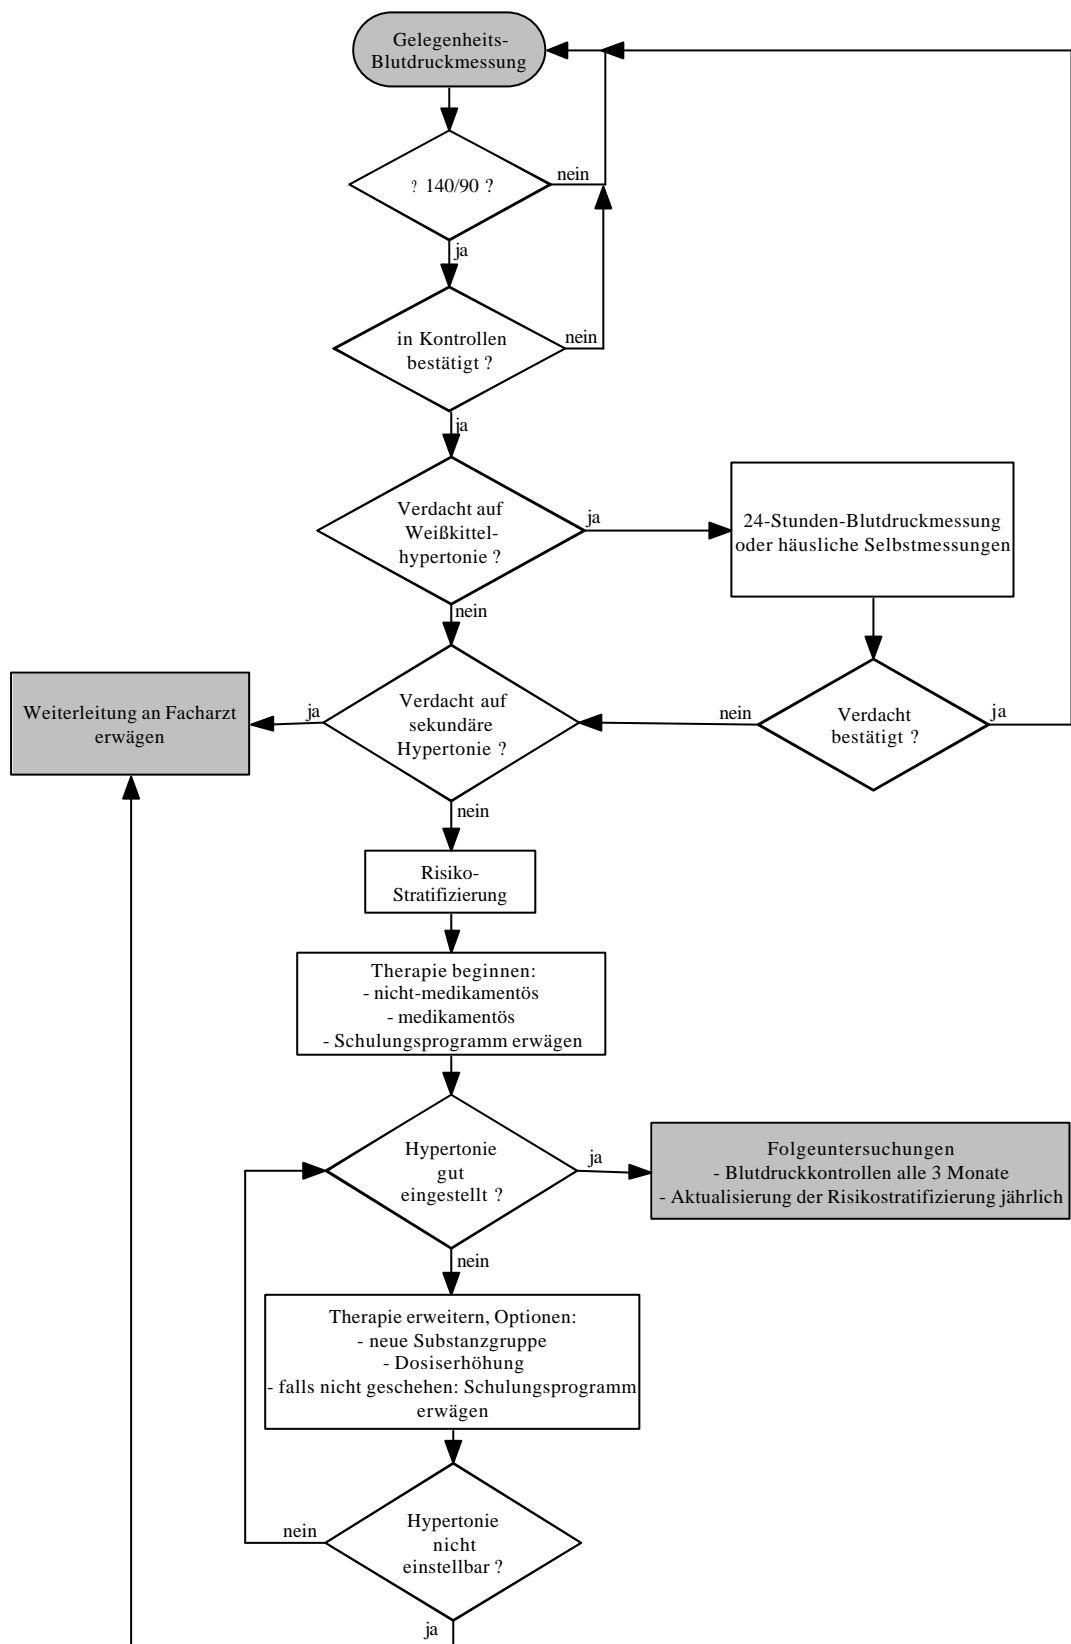 Gelegenheits-
Blutdruckmessung
? 140/90 ?
nein
ja
in Kontrollen
bestätigt ?
nein
ja
Verdacht auf
Weißkittel-
hypertonie ?
ja
24-Stunden-Blutdruckmessung
oder häusliche Selbstmessungen
nein
Weiterleitung an Facharzt
erwägen
ja
Verdacht auf
sekundäre
Hypertonie ?
nein
Verdacht
bestätigt ?
ja
nein
Risiko-
Stratifizierung
Therapie beginnen:
- nicht-medikamentös
- medikamentös
- Schulungsprogramm erwägen
Hypertonie
gut
eingestellt ?
ja
Folgeuntersuchungen
- Blutdruckkontrollen alle 3 Monate
- Aktualisierung der Risikostratifizierung jährlich
nein
Therapie erweitern, Optionen:
- neue Substanzgruppe
- Dosiserhöhung
- falls nicht geschehen: Schulungsprogramm
erwägen
nein
Hypertonie
nicht
einstellbar ?
ja